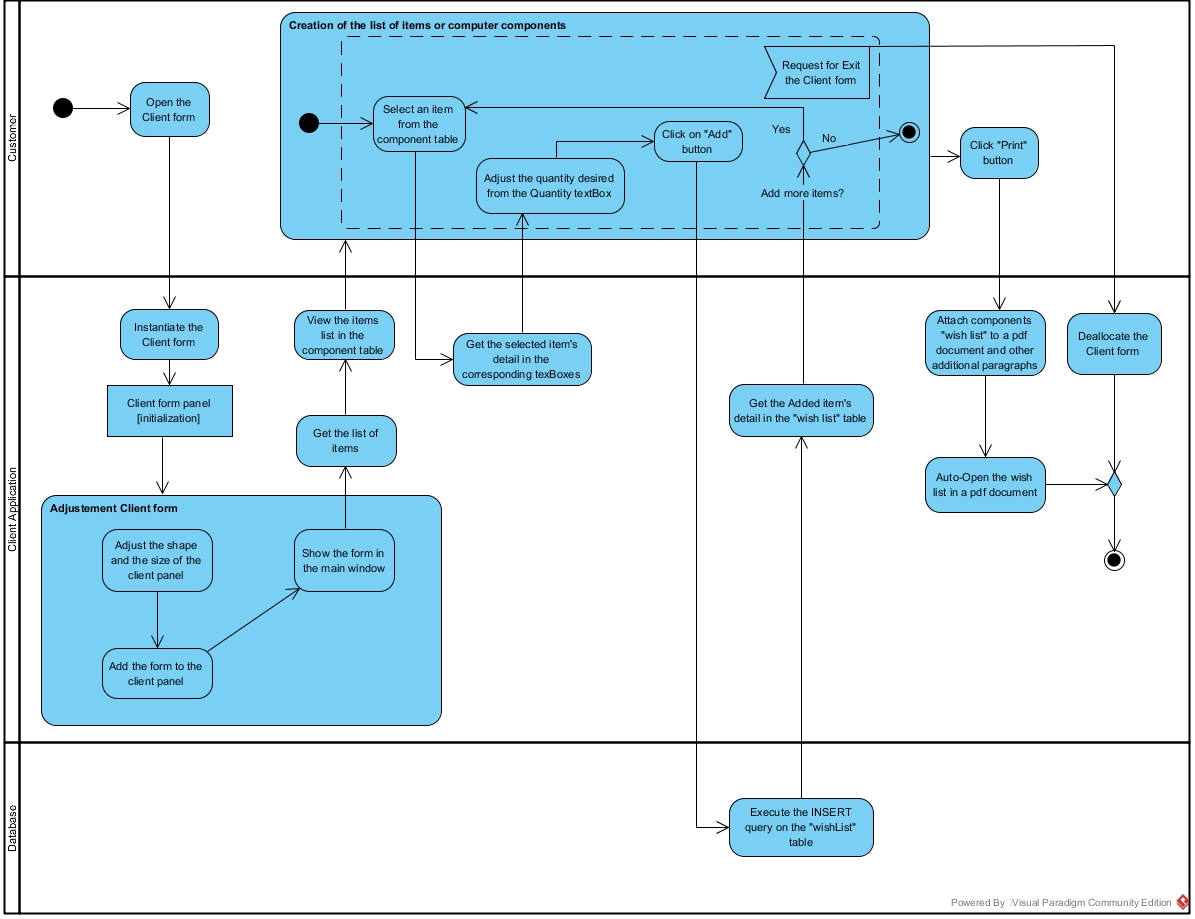 Customer
Creation of the list of items or computer components
Request for Exit
the Client form
Open the
Client form
Select an item
from the
component table
Click on "Add"
button
Yes
No
Click "Print"
button
Adjust the quantity desired
from the Quantity textBox
Add more items?
Client Application
Instantiate the
Client form
View the items
list in the
component table
Get the selected item's
detail in the
corresponding texBoxes
Attach components
"wish list" to a pdf
document and other
additional paragraphs
Deallocate the
Client form
Client form panel
[initialization]
Get the list of
items
Get the Added item's
detail in the "wish list" table
Auto-Open the wish
list in a pdf document
Adjustement Client form
Adjust the shape
and the size of the
client panel
Show the form in
the main window
Add the form to the
client panel
Database
Execute the INSERT
query on the "wishList"
table
Powered By Visual Paradigm Community Edition